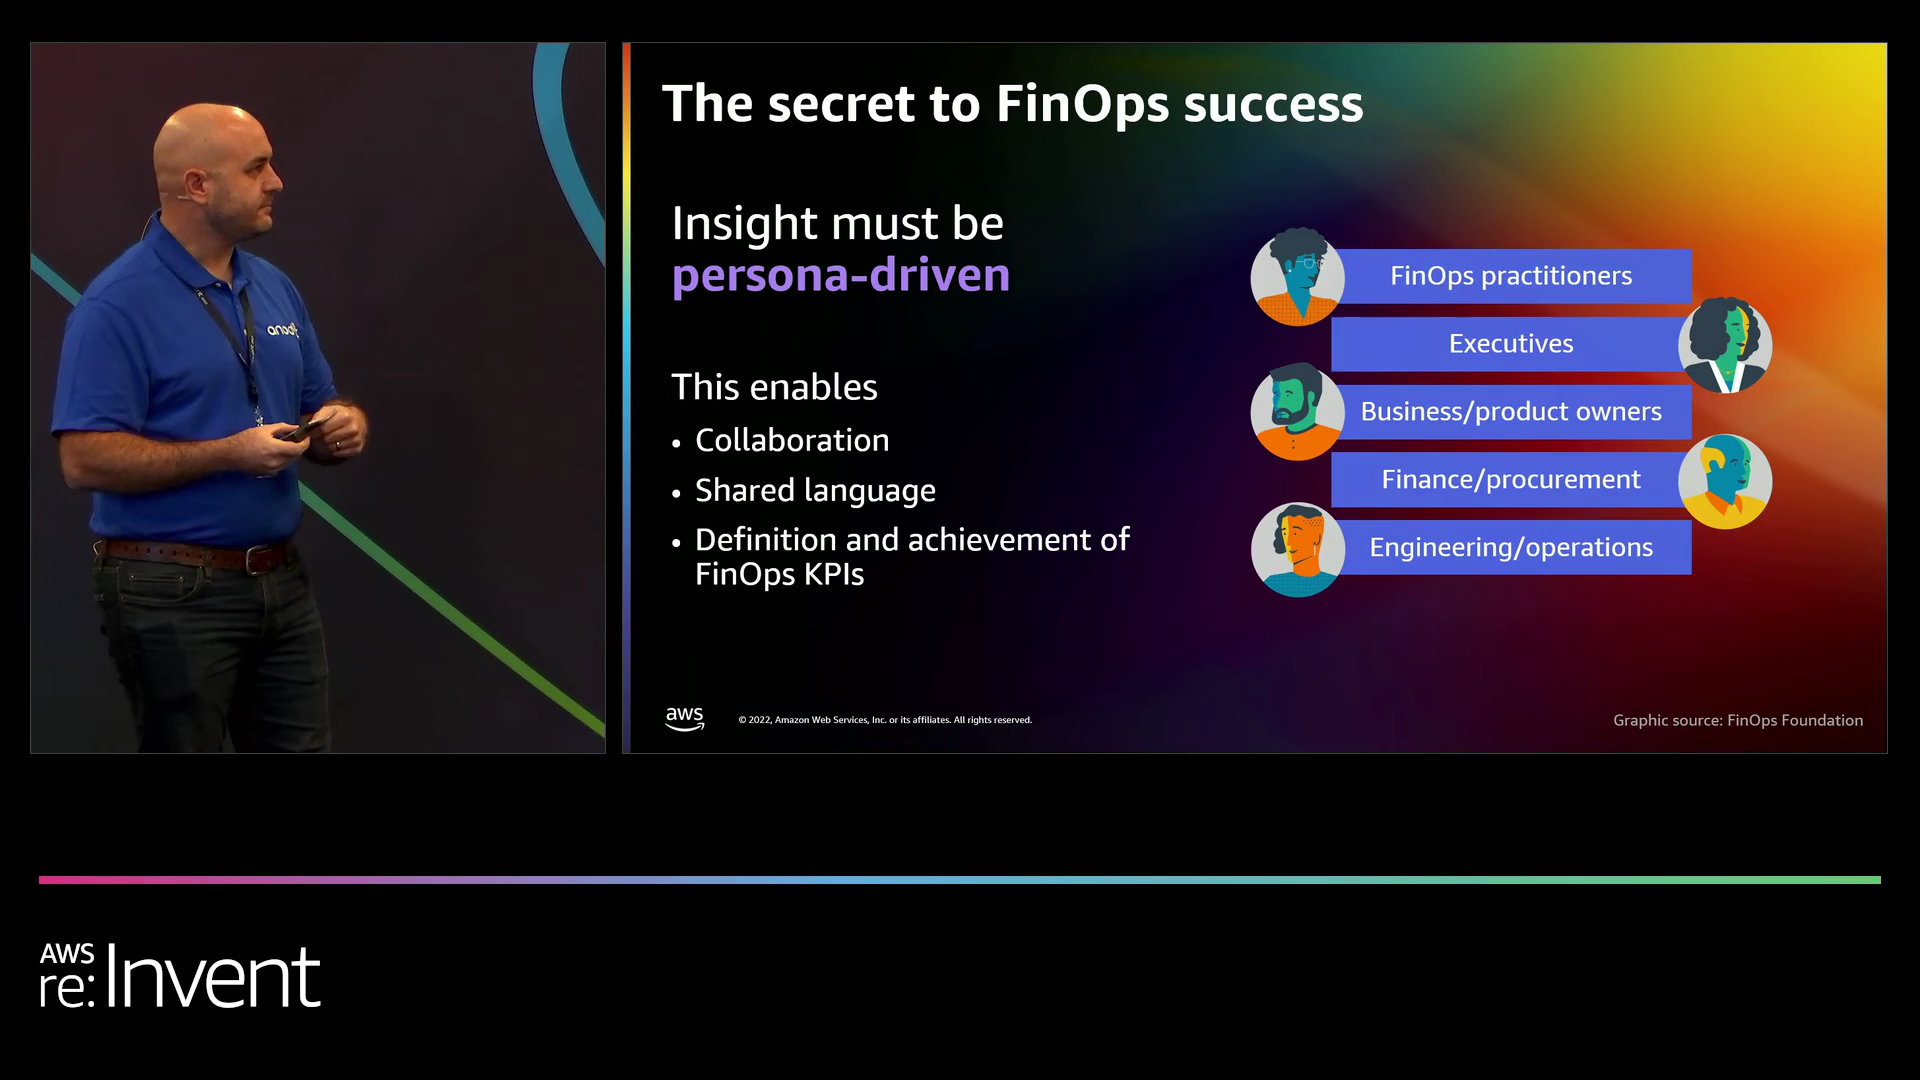 The secret to FinOps success
Insight must be
persona-driven
This enables
• Collaboration
• Shared language
• Definition and achievement of
FinOps KPIs
FinOps practitioners
Executives
Business/product owners
Finance/procurement
Engineering/operations
aws
© 2022, Amazon Web Services, Inc. or its affiliates. All rights reserved.
Graphic source: FinOps Foundation
AWS
re:Invent